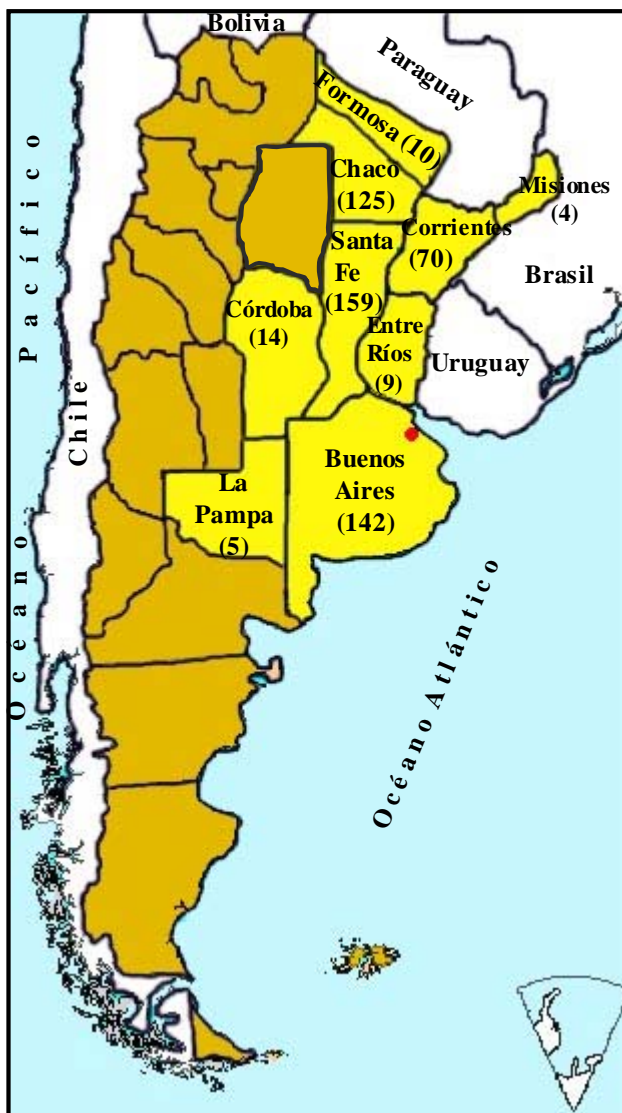 Bolivia
Paraguay
Formosa (10)
Chaco
(125)
Misiones
(4)
Corrientes
(70)
Santa
Fe
(159)
Brasil
Córdoba
(14)
Entre
Ríos
(9)
Uruguay
Chile
Buenos
Aires
(142)
La
Pampa
(5)
Océano Pacífico
Océano Atlántico